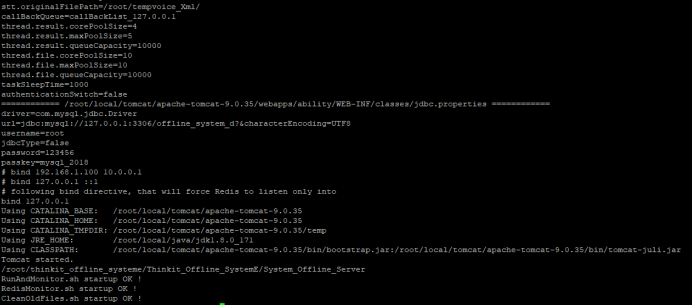 stt.originalFilePath=/root/tempvoice_Xml/
callBackQueue=callBackList_127.0.0.1
thread.result.corePoolSize=4
thread.result.maxPoolSize=5
thread.result.queueCapacity=10000
thread.file.corePoolSize=10
thread.file.maxPoolSize=10
thread.file.queueCapacity=10000
taskSleepTime=1000
authenticationSwitch=false
============ /root/local/tomcat/apache-tomcat-9.0.35/webapps/ability/WEB-INF/classes/jdbc.properties ============
driver=com.mysql.jdbc.Driver
url=jdbc:mysql://127.0.0.1:3306/offline_system_d?&characterEncoding=UTF8
username=root
jdbcType=false
password=123456
passkey=mysql_2018
# bind 192.168.1.100 10.0.0.1
# bind 127.0.0.1 ::1
# following bind directive, that will force Redis to listen only into
bind 127.0.0.1
Using CATALINA_BASE:   /root/local/tomcat/apache-tomcat-9.0.35
Using CATALINA_HOME:   /root/local/tomcat/apache-tomcat-9.0.35
Using CATALINA_TMPDIR: /root/local/tomcat/apache-tomcat-9.0.35/temp
Using JRE_HOME:        /root/local/java/jdk1.8.0_171
Using CLASSPATH:       /root/local/tomcat/apache-tomcat-9.0.35/bin/bootstrap.jar:/root/local/tomcat/apache-tomcat-9.0.35/bin/tomcat-juli.jar
Tomcat started.
/root/thinkit_offline_systeme/Thinkit_Offline_SystemE/System_Offline_Server
RunAndMonitor.sh startup OK !
RedisMonitor.sh startup OK !
CleanOldFiles.sh startup OK !